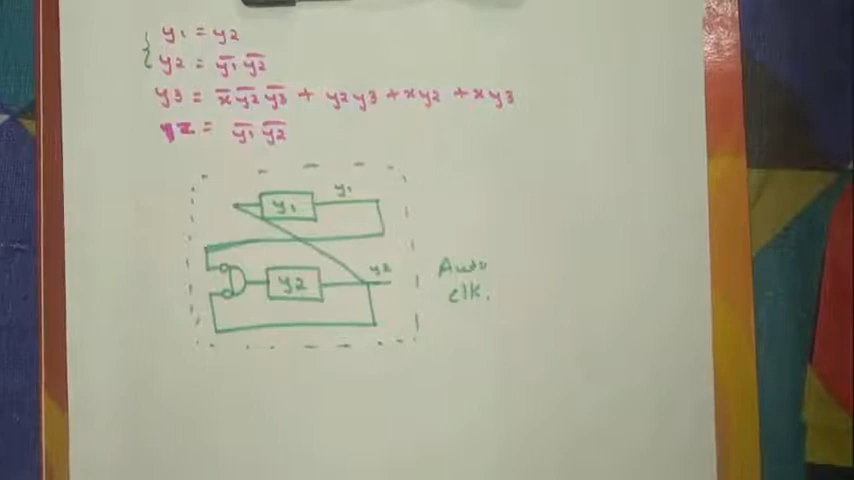 y1 = y2
y2 = y̅1 y̅2
y3 = x̅ y̅2 y̅3 + y2 y3 + x y2 + x y3
z = y̅1 y̅2
y1
y1
y2
y2
Auto
clk.